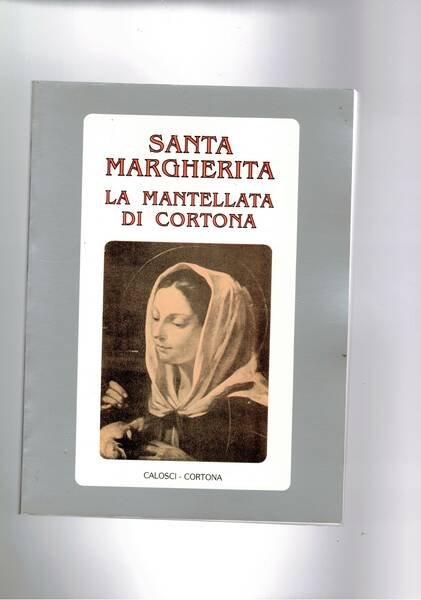 SANTA
MARGHERITA
LA MANTELLATA
DI CORTONA
CALOSCI - CORTONA